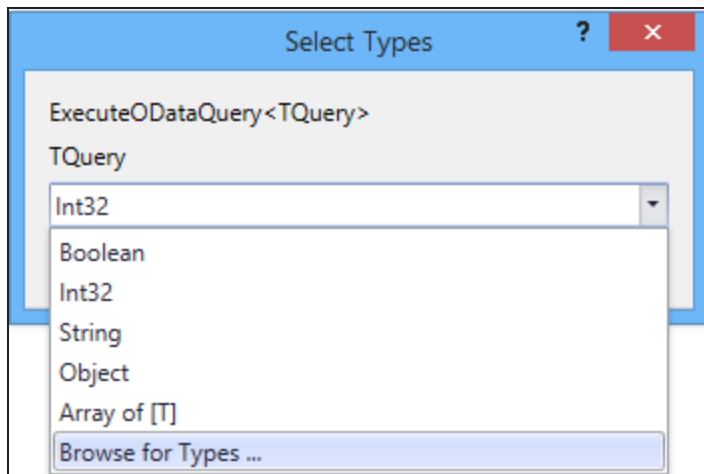 Select Types
?
ExecuteODataQuery<TQuery>
TQuery
Int32
Boolean
Int32
String
Object
Array of [T]
Browse for Types ...